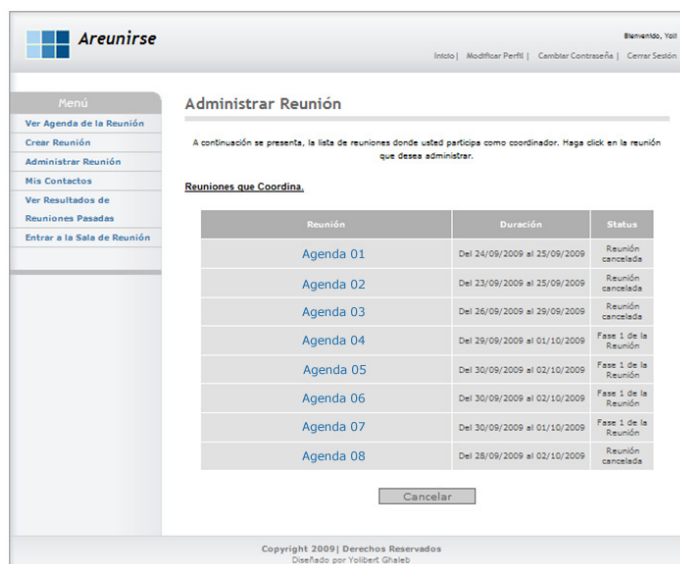 Areunirse
Bienvenido, Yoli
Inicio | Modificar Perfil | Cambiar Contraseña | Cerrar Sesión
Menú
Ver Agenda de la Reunión
Crear Reunión
Administrar Reunión
Mis Contactos
Ver Resultados de
Reuniones Pasadas
Entrar a la Sala de Reunión
Administrar Reunión
A continuación se presenta, la lista de reuniones donde usted participa como coordinador. Haga click en la reunión
que desea administrar.
Reuniones que Coordina.
Reunión Duración Status
Agenda 01 Del 24/09/2009 al 25/09/2009 Reunión
cancelada
Agenda 02 Del 23/09/2009 al 25/09/2009 Reunión
cancelada
Agenda 03 Del 26/09/2009 al 29/09/2009 Reunión
cancelada
Agenda 04 Del 29/09/2009 al 01/10/2009 Fase 1 de la
Reunión
Agenda 05 Del 30/09/2009 al 02/10/2009 Fase 1 de la
Reunión
Agenda 06 Del 30/09/2009 al 02/10/2009 Fase 1 de la
Reunión
Agenda 07 Del 30/09/2009 al 01/10/2009 Fase 1 de la
Reunión
Agenda 08 Del 28/09/2009 al 02/10/2009 Reunión
cancelada
Cancelar
Copyright 2009| Derechos Reservados
Diseñado por Yolibert Ghaleb